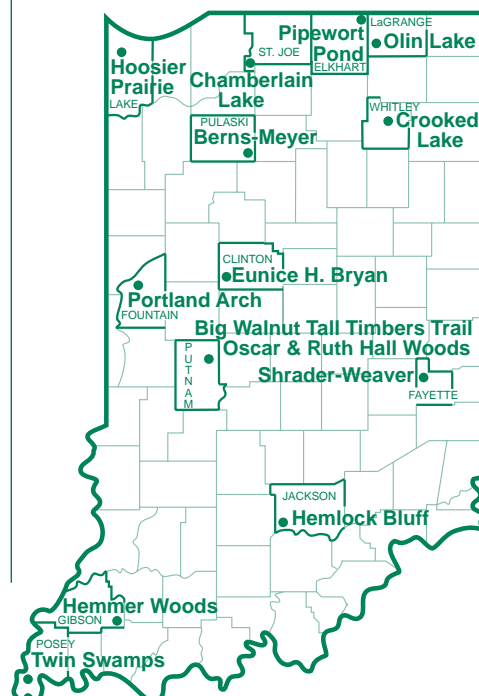 LaGRANGE
Pipewort
Pond
ELKHART
Olin Lake
ST. JOE
Hoosier
Prairie
LAKE
Chamberlain
Lake
WHITLEY
Crooked
Lake
PULASKI
Berns-Meyer
CLINTON
Eunice H. Bryan
Portland Arch
FOUNTAIN
Big Walnut Tall Timbers Trail
Oscar & Ruth Hall Woods
PUTNAM
Shrader-Weaver
FAYETTE
JACKSON
Hemlock Bluff
Hemmer Woods
GIBSON
POSEY
Twin Swamps